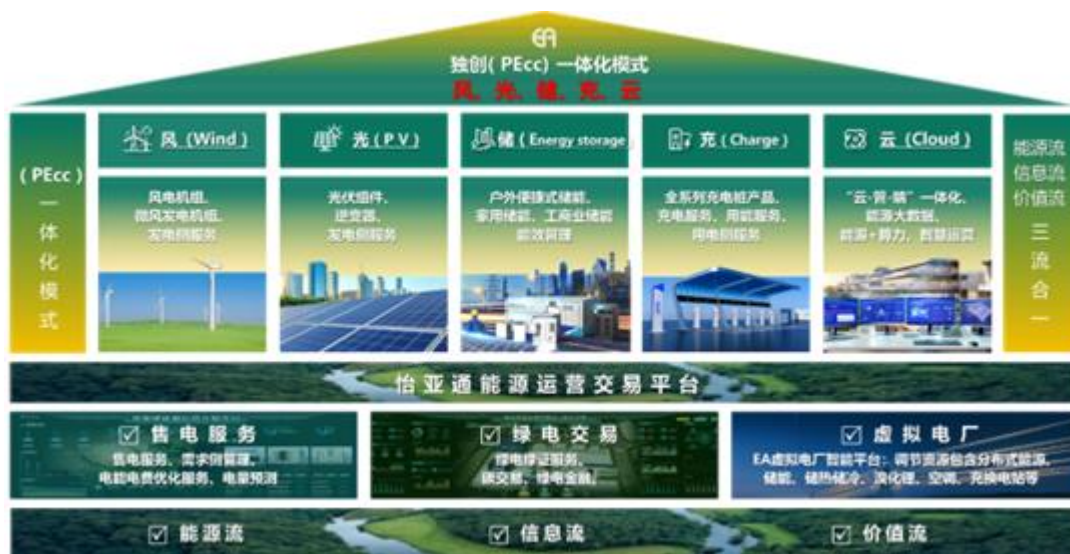 EA
独创(PEcc)一体化模式
风、光、储、充、云
(PEcc)一体化模式
风(Wind)
风电机组、
微风发电机组、
发电侧服务
光(PV)
光伏组件、
逆变器、
发电侧服务
储(Energy storage)
户外便捷式储能、
家用储能、工商业储能
能效管理
充(Charge)
全系列充电桩产品、
充电服务、用能服务、
用电侧服务
云(Cloud)
“云-管-端”一体化、
能源大数据、
能源+算力、智慧运营
能源流
信息流
价值流
三流合一
怡亚通能源运营交易平台
售电服务
售电服务、需求侧管理、
电能电费优化服务、电量预测
绿电交易
绿电绿证服务、
碳交易、绿电金融、
虚拟电厂
EA虚拟电厂智能平台：调节资源包含分布式能源、
储能、储热储冷、溴化锂、空调、充换电站等
能源流
信息流
价值流